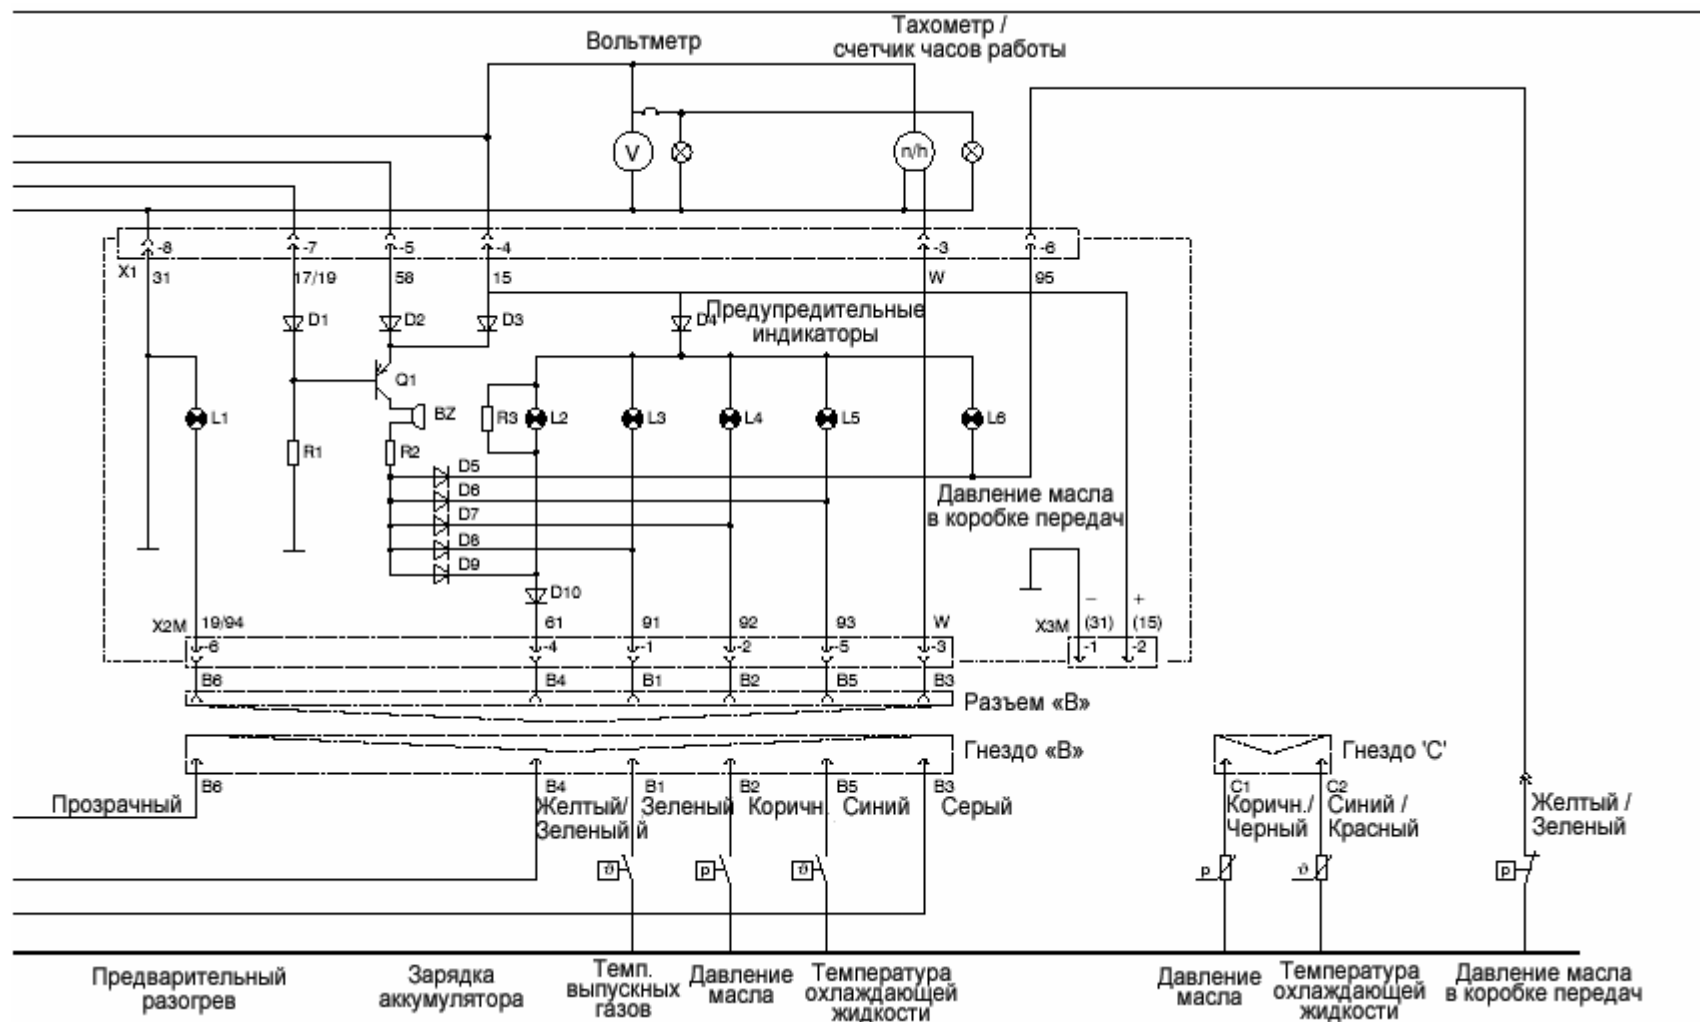 Тахометр /
Вольтметр
счетчик часов работы
V
n/h
-8
-7
-5
-4
-3
-6
X1
31
17/19
58
15
W
95
D1
D2
D3
D4
Предупредительные
индикаторы
Q1
BZ
L1
R3
L2
L3
L4
L5
L6
R1
R2
D5
D6
D7
D8
D9
D10
Давление масла
в коробке передач
X2M
19/94
61
91
92
93
W
–
+
X3M
(31)
(15)
-6
-4
-1
-2
-5
-3
-1
-2
B6
B4
B1
B2
B5
B3
Разъем «В»
Гнездо «В»
Гнездо 'С'
B6
B4
B1
B2
B5
B3
C1
C2
Прозрачный
Желтый/
Зеленый
Зеленый
Коричн.
Синий
Серый
Коричн./
Черный
Синий /
Красный
Желтый /
Зеленый
й
ϑ
p
ϑ
p
ϑ
p
Предварительный
разогрев
Зарядка
аккумулятора
Темп.
выпускных
газов
Давление
масла
Температура
охлаждающей
жидкости
Давление
масла
Температура
охлаждающей
жидкости
Давление масла
в коробке передач